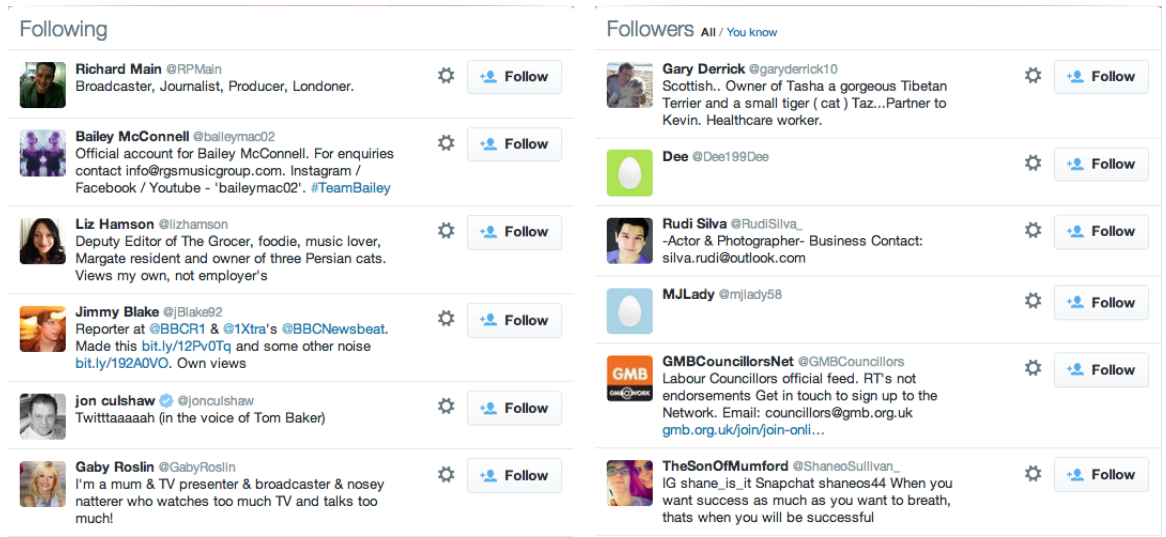 Following
Richard Main @RPMain
Broadcaster, Journalist, Producer, Londoner.
Follow
Bailey McConnell @baileymac02
Official account for Bailey McConnell. For enquiries
contact info@rgsmusicgroup.com. Instagram /
Facebook / Youtube - 'baileymac02'. #TeamBailey
Follow
Liz Hamson @lizhamson
Deputy Editor of The Grocer, foodie, music lover,
Margate resident and owner of three Persian cats.
Views my own, not employer's
Follow
Jimmy Blake @jBlake92
Reporter at @BBCR1 & @1Xtra's @BBCNewsbeat.
Made this bit.ly/12Pv0Tq and some other noise
bit.ly/192A0VO. Own views
Follow
jon culshaw @jonculshaw
Twitttaaaaah (in the voice of Tom Baker)
Follow
Gaby Roslin @GabyRoslin
I'm a mum & TV presenter & broadcaster & nosey
natterer who watches too much TV and talks too
much!
Follow
Followers All / You know
Gary Derrick @garyderrick10
Scottish.. Owner of Tasha a gorgeous Tibetan
Terrier and a small tiger ( cat ) Taz...Partner to
Kevin. Healthcare worker.
Follow
Dee @Dee199Dee
Follow
Rudi Silva @RudiSilva_
-Actor & Photographer- Business Contact:
silva.rudi@outlook.com
Follow
MJLady @mjlady58
Follow
GMB
GMB@WORK
GMBCouncillorsNet @GMBCouncillors
Labour Councillors official feed. RT's not
endorsements Get in touch to sign up to the
Network. Email: councillors@gmb.org.uk
gmb.org.uk/join/join-onli…
Follow
TheSonOfMumford @ShaneoSullivan_
IG shane_is_it Snapchat shaneos44 When you
want success as much as you want to breath,
thats when you will be successful
Follow